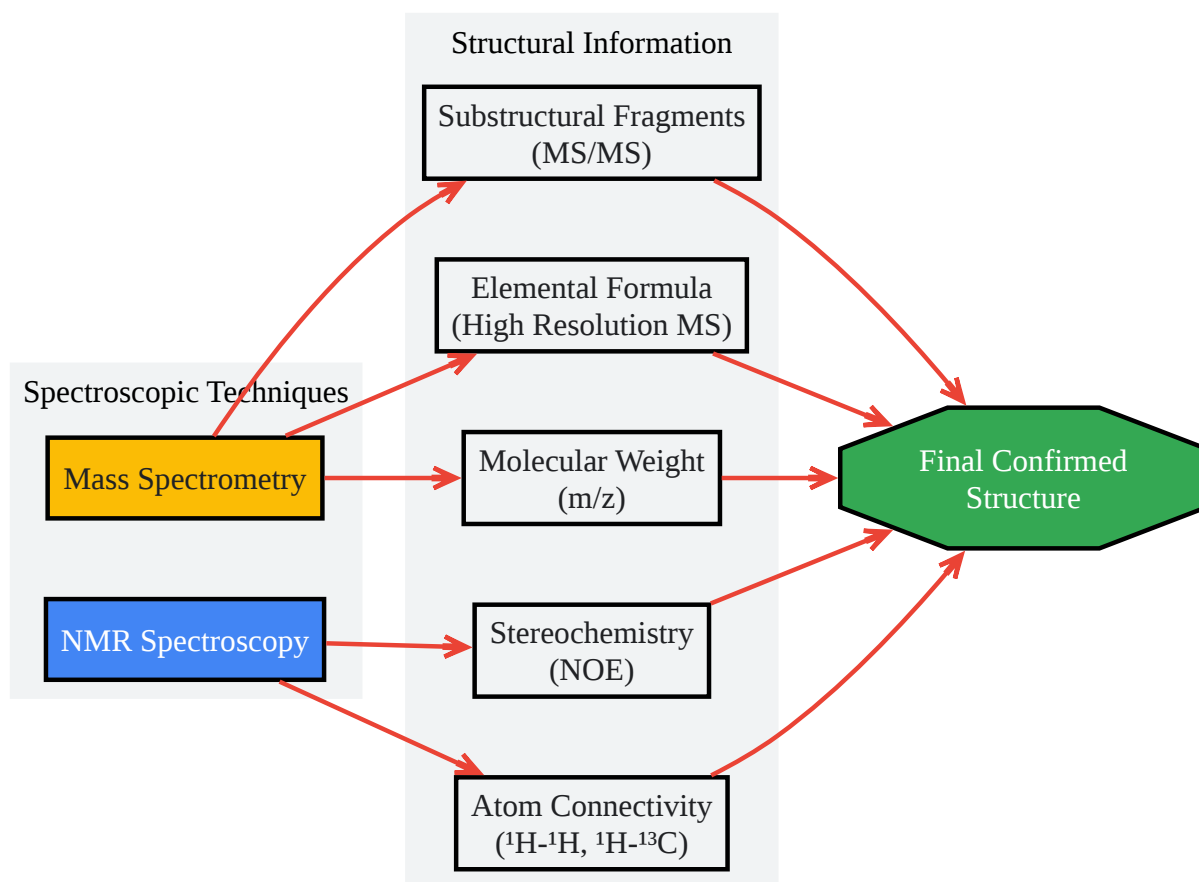 Structural Information
Substructural Fragments
(MS/MS)
Elemental Formula
(High Resolution MS)
Spectroscopic Techniques
Mass Spectrometry
Molecular Weight
(m/z)
Final Confirmed
Structure
NMR Spectroscopy
Stereochemistry
(NOE)
Atom Connectivity
(¹H-¹H, ¹H-¹³C)